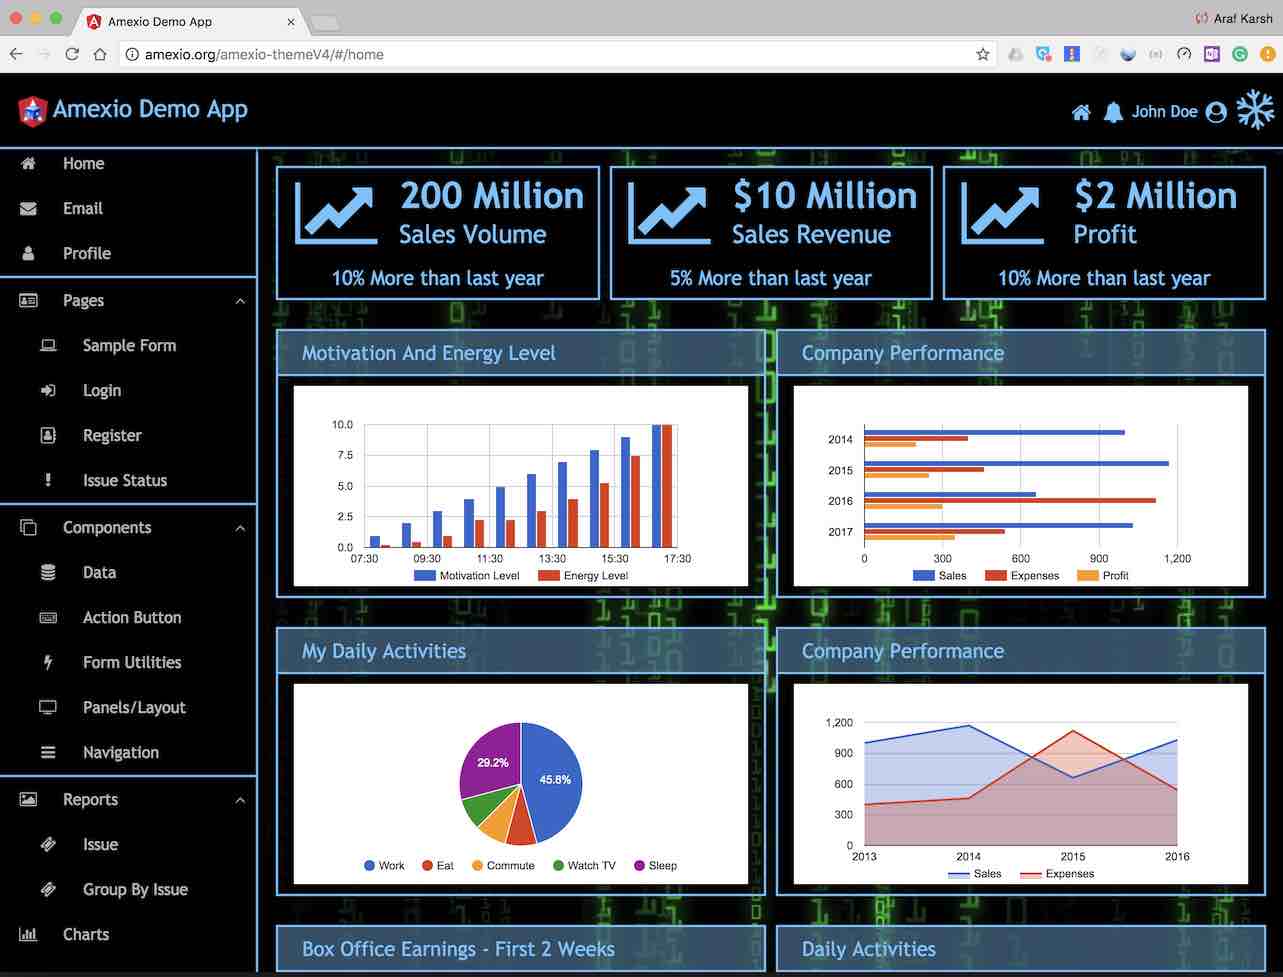 Amexio Demo App
Araf Karsh
amexio.org/amexio-themeV4/#/home
Amexio Demo App
John Doe
Home
Email
Profile
Pages
Sample Form
Login
Register
Issue Status
Components
Data
Action Button
Form Utilities
Panels/Layout
Navigation
Reports
Issue
Group By Issue
Charts
200 Million
Sales Volume
10% More than last year
$10 Million
Sales Revenue
5% More than last year
$2 Million
Profit
10% More than last year
Motivation And Energy Level
10.0
7.5
5.0
2.5
0.0
07:30 09:30 11:30 13:30 15:30 17:30
Motivation Level Energy Level
Company Performance
2014
2015
2016
2017
0 300 600 900 1,200
Sales Expenses Profit
My Daily Activities
29.2%
45.8%
Work Eat Commute Watch TV Sleep
Company Performance
1,200
900
600
300
0
2013 2014 2015 2016
Sales Expenses
Box Office Earnings - First 2 Weeks
Daily Activities